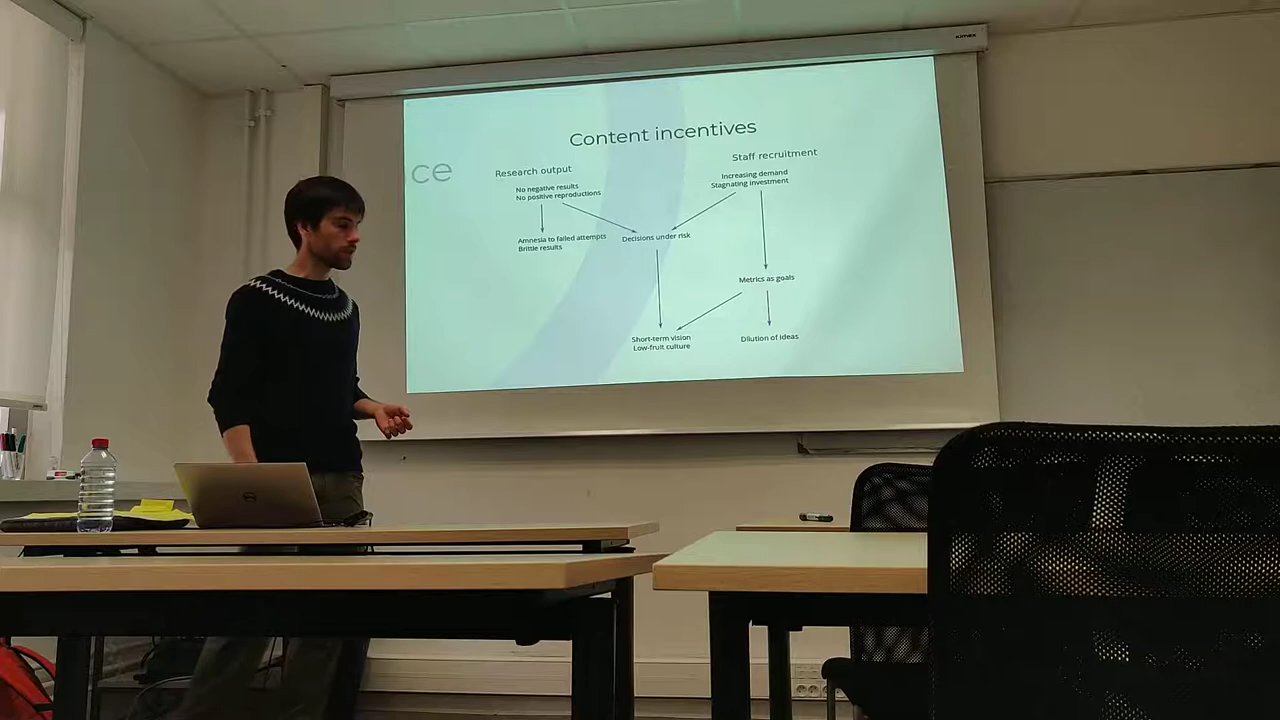 KIMEX
Content incentives
ce
Research output
No negative results
No positive reproductions
Staff recruitment
Increasing demand
Stagnating investment
Amnesia to failed attempts
Brittle results
Decisions under risk
Metrics as goals
Short-term vision
Low-fruit culture
Dilution of ideas
DELL